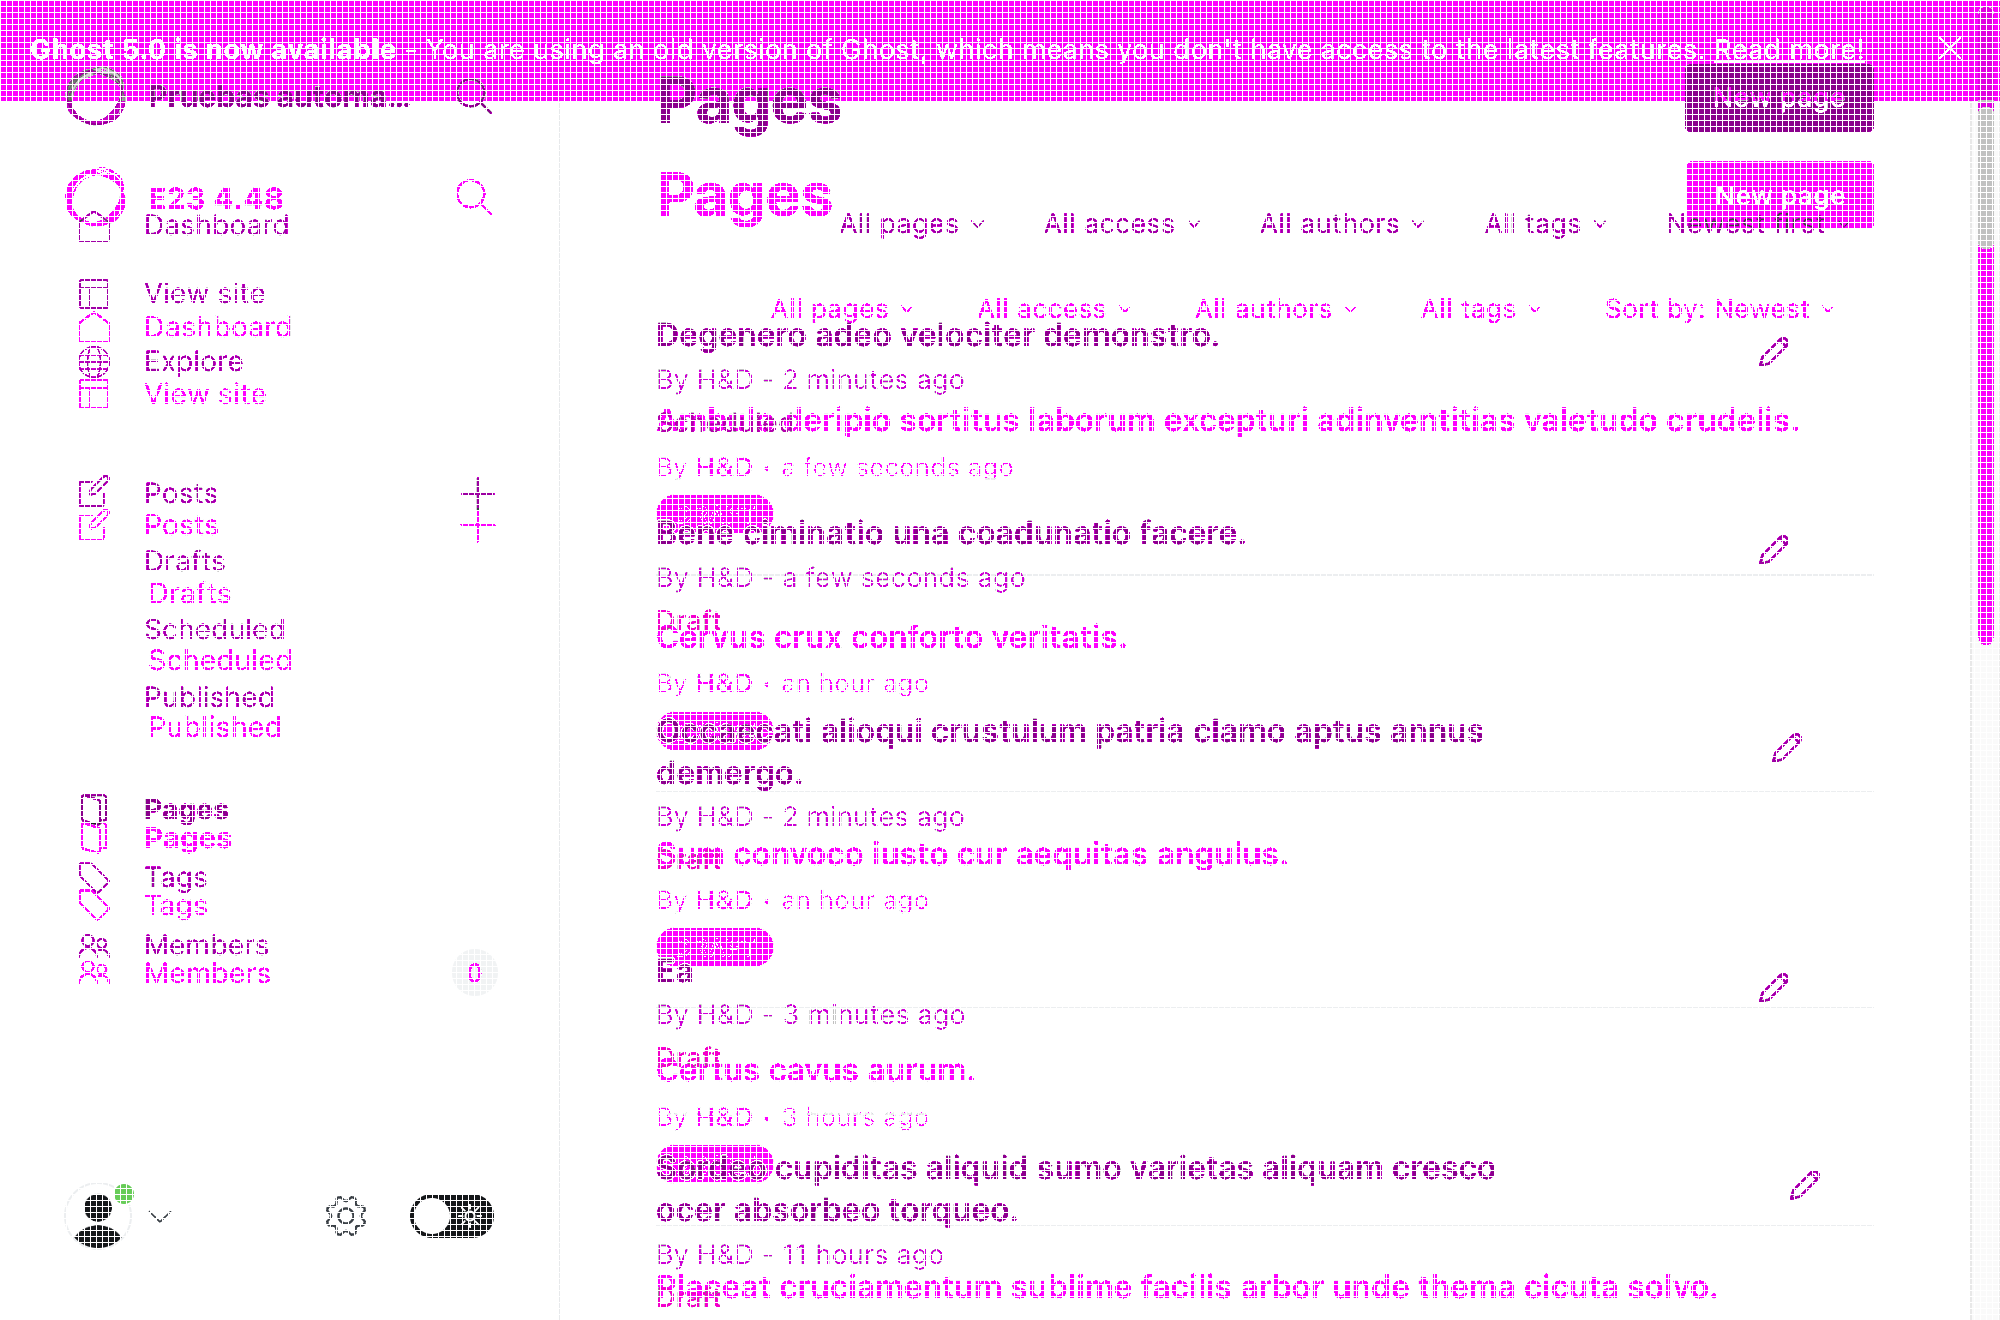 Ghost 5.0 is now available - You are using an old version of Ghost, which means you don't have access to the latest features. Read more!
Pruebas automa...
Pages
New page
E23 4.48
Pages
New page
Dashboard
All pages
All access
All authors
All tags
Newest first
View site
Dashboard
All pages
All access
All authors
All tags
Sort by: Newest
Degenero adeo velociter demonstro.
Explore
By H&D - 2 minutes ago
View site
deripio sortitus laborum excepturi adinventitias valetudo crudelis.
By H&D · a few seconds ago
Posts
Posts
Bene ciminatio una coadunatio facere.
Drafts
By H&D - a few seconds ago
Drafts
Draft
Scheduled
Cervus crux conforto veritatis.
Scheduled
By H&D · an hour ago
Published
Published
alioqui crustulum patria clamo aptus annus
demergo.
Pages
By H&D - 2 minutes ago
Pages
Sum convoco iusto cur aequitas angulus.
Tags
By H&D · an hour ago
Tags
Members
Members
0
Ea
By H&D - 3 minutes ago
Draft
cavus aurum.
By H&D · 3 hours ago
cupiditas aliquid sumo varietas aliquam cresco
ocer absorbeo torqueo.
By H&D - 11 hours ago
Placeat cruciamentum sublime facilis arbor unde thema cicuta solvo.
Draft